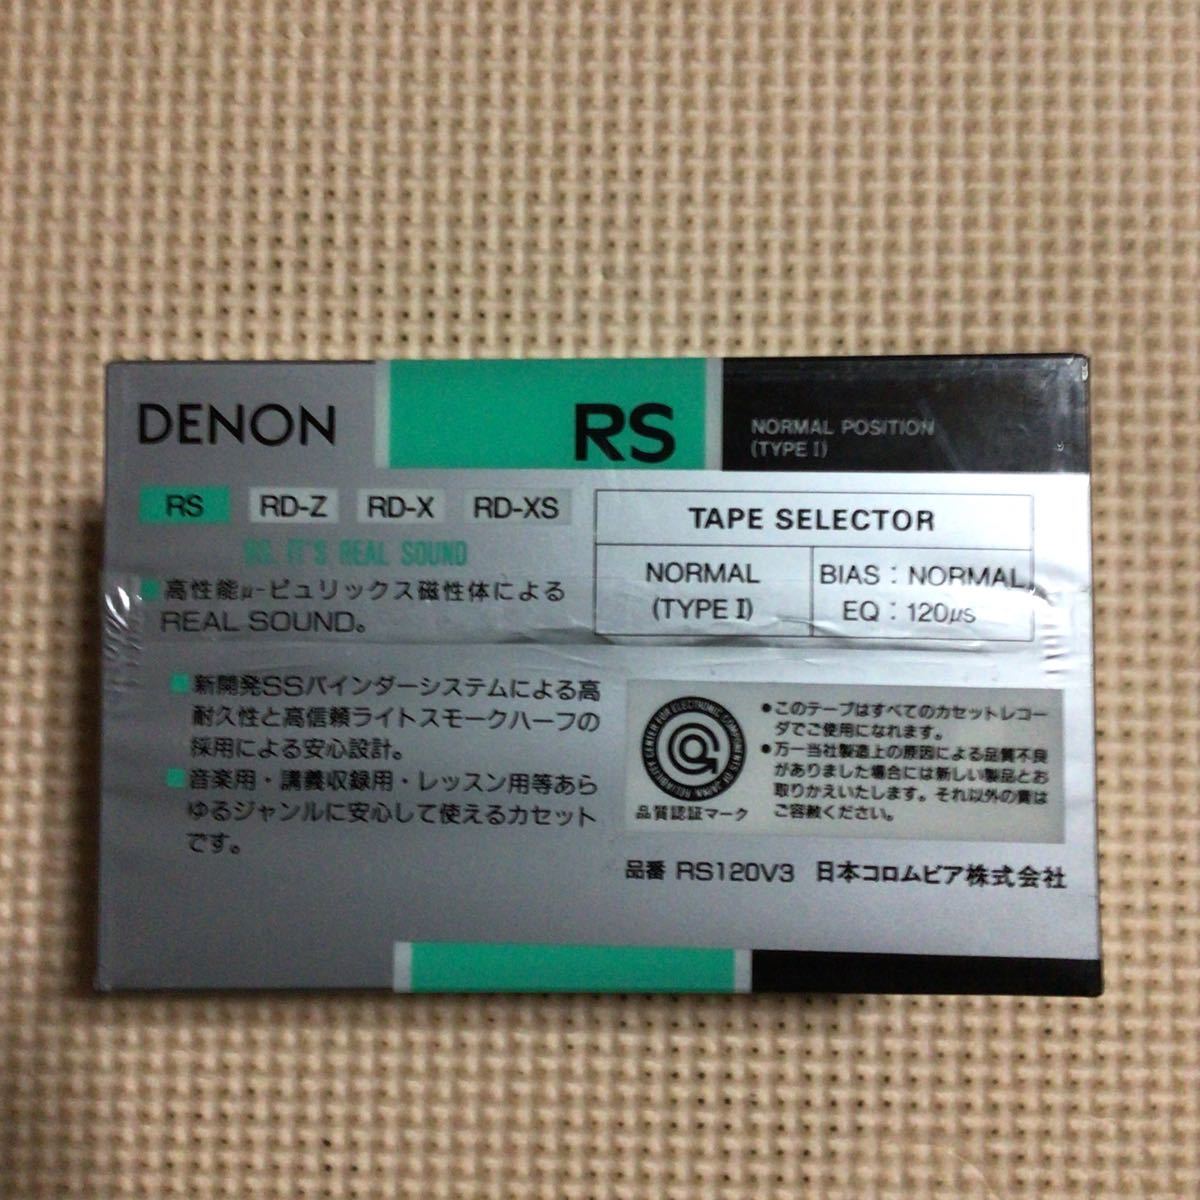 DENON
RS
NORMAL POSITION
(TYPE I)
RS RD-Z RD-X RD-XS
RS. IT'S REAL SOUND
高性能μ-ピュリックス磁性体による
REAL SOUND。
TAPE SELECTOR
NORMAL
(TYPE I)
BIAS : NORMAL
EQ : 120μs
新開発SSバインダーシステムによる高
耐久性と高信頼ライトスモークハーフの
採用による安心設計。
音楽用・講義収録用・レッスン用等あら
ゆるジャンルに安心して使えるカセット
です。
RELIABILITY CENTER FOR ELECTRONIC COMPONENTS OF JAPAN
品質認証マーク
●このテープはすべてのカセットレコー
ダでご使用になれます。
●万一当社製造上の原因による品質不良
がありました場合には新しい製品とお
取りかえいたします。それ以外の責は
ご容赦ください。
品番 RS120V3 日本コロムビア株式会社